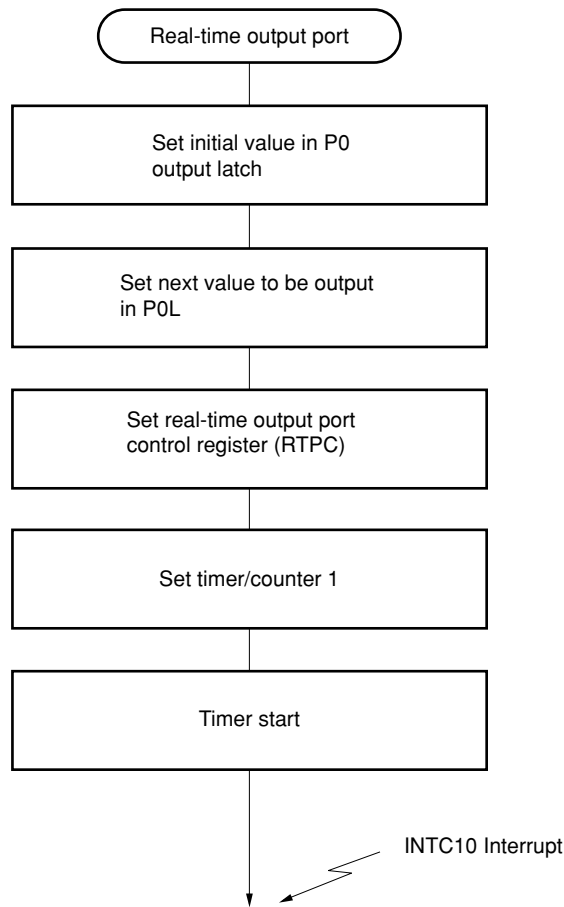 Real-time output port
Set initial value in P0
output latch
Set next value to be output
in P0L
Set real-time output port
control register (RTPC)
Set timer/counter 1
Timer start
INTC10 Interrupt